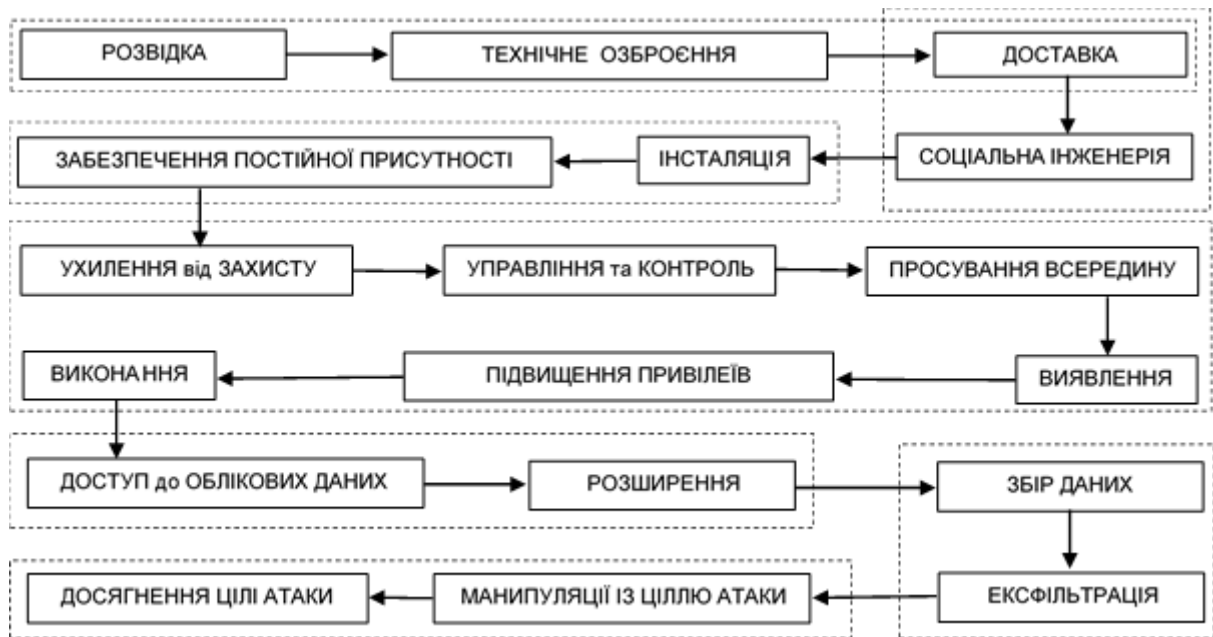 РОЗВІДКА
ТЕХНІЧНЕ ОЗБРОЄННЯ
ДОСТАВКА
СОЦІАЛЬНА ІНЖЕНЕРІЯ
ІНСТАЛЯЦІЯ
ЗАБЕЗПЕЧЕННЯ ПОСТІЙНОЇ ПРИСУТНОСТІ
УХИЛЕННЯ від ЗАХИСТУ
УПРАВЛІННЯ та КОНТРОЛЬ
ПРОСУВАННЯ ВСЕРЕДИНУ
ВИЯВЛЕННЯ
ПІДВИЩЕННЯ ПРИВІЛЕЇВ
ВИКОНАННЯ
ДОСТУП до ОБЛІКОВИХ ДАНИХ
РОЗШИРЕННЯ
ЗБІР ДАНИХ
ЕКСФІЛЬТРАЦІЯ
МАНИПУЛЯЦІЇ ІЗ ЦІЛЛЮ АТАКИ
ДОСЯГНЕННЯ ЦІЛІ АТАКИ